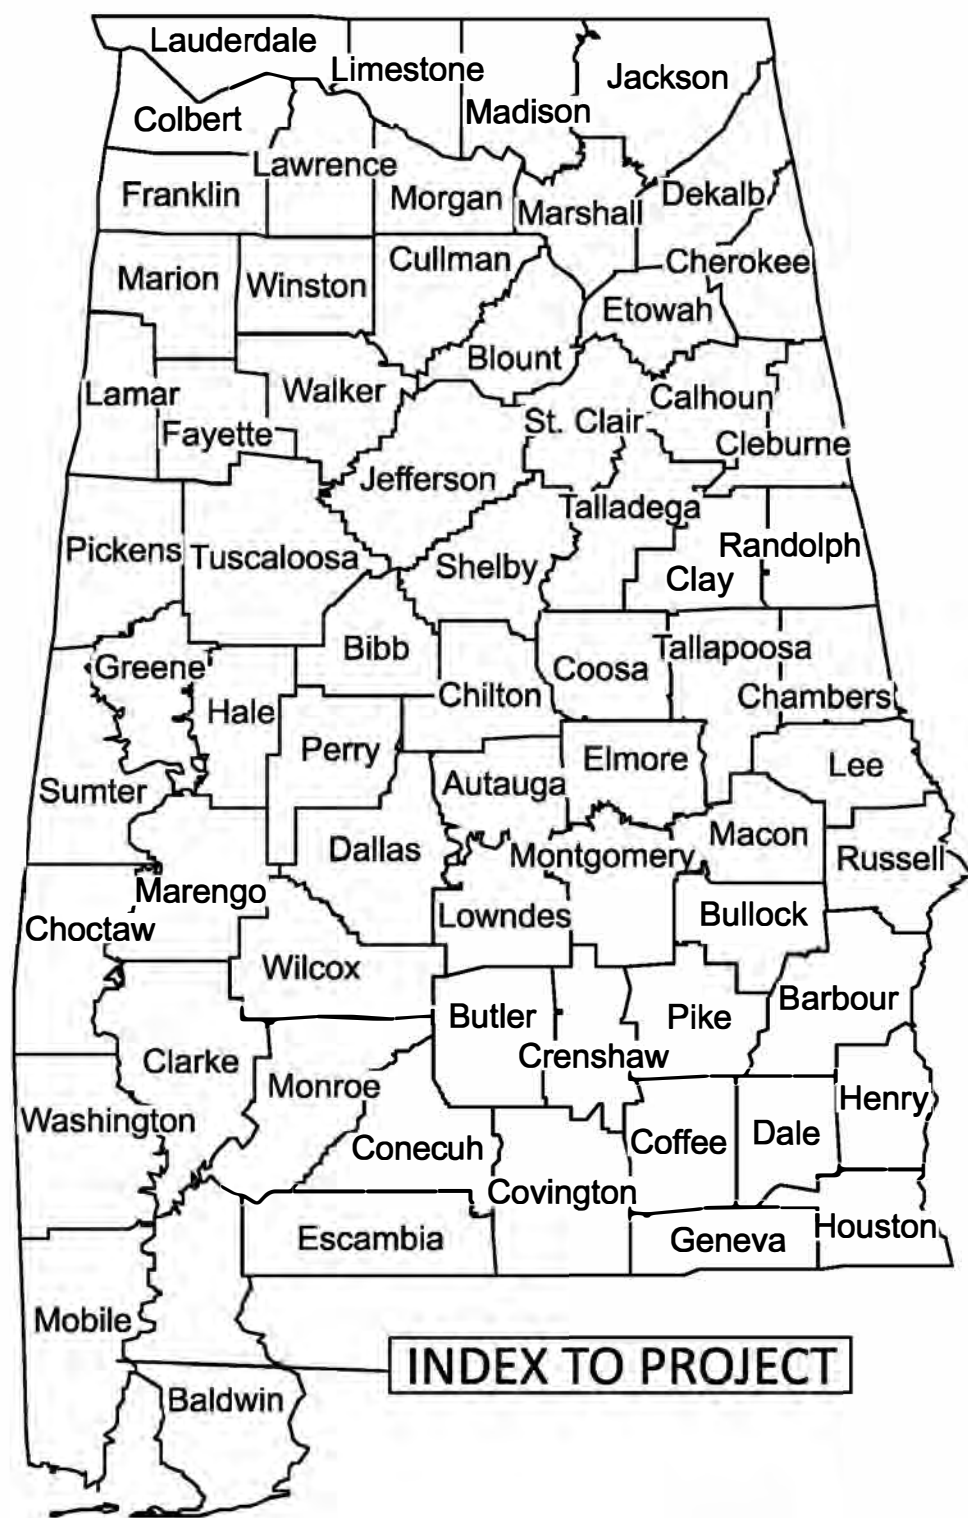 Lauderdale
Limestone
Jackson
Madison
Colbert
Lawrence
Franklin
Morgan
Marshall
Dekalb
Cullman
Cherokee
Marion
Winston
Etowah
Blount
Walker
Lamar
Calhoun
St. Clair
Fayette
Cleburne
Jefferson
Talladega
Pickens
Tuscaloosa
Shelby
Randolph
Clay
Bibb
Greene
Coosa
Tallapoosa
Chilton
Chambers
Hale
Perry
Elmore
Lee
Sumter
Autauga
Macon
Dallas
Montgomery
Russell
Marengo
Lowndes
Bullock
Choctaw
Wilcox
Barbour
Butler
Pike
Clarke
Crenshaw
Monroe
Henry
Washington
Conecuh
Coffee
Dale
Covington
Escambia
Geneva
Houston
Mobile
INDEX TO PROJECT
Baldwin